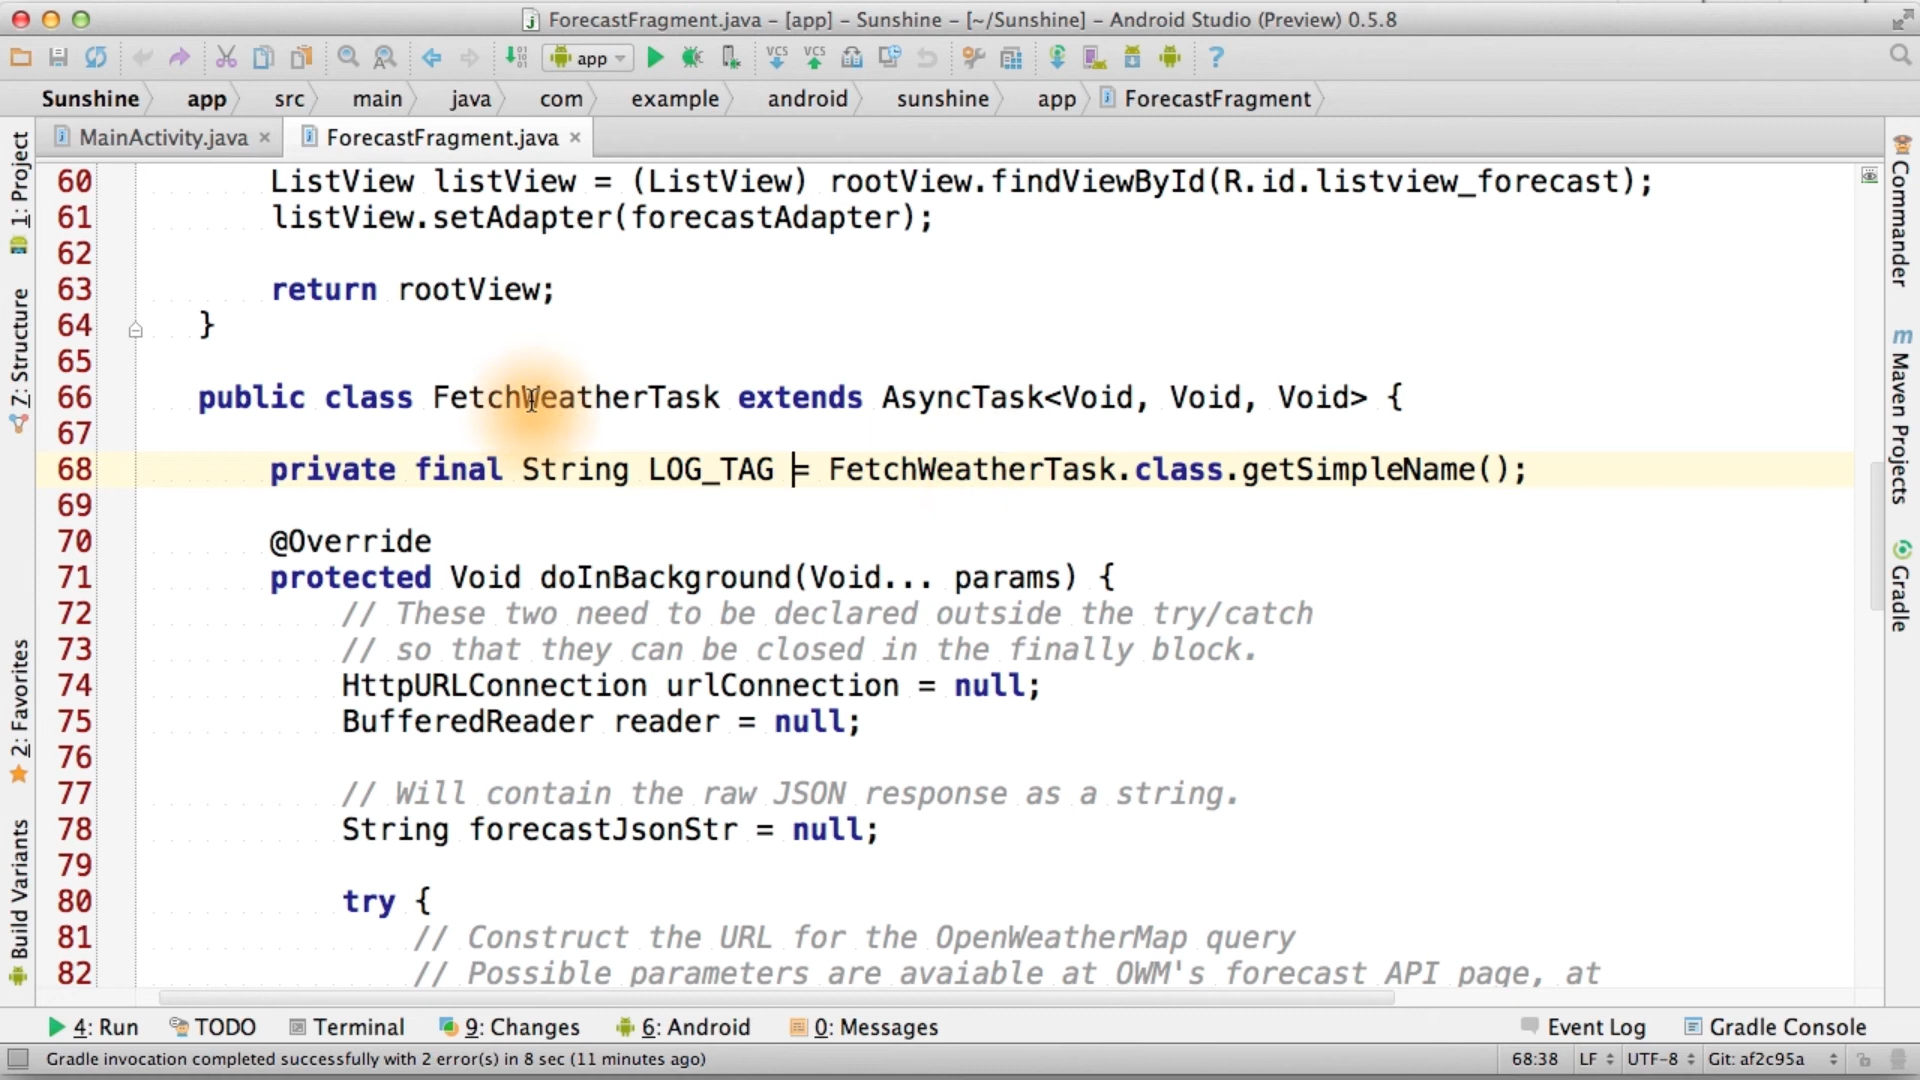 ForecastFragment.java – [app] – Sunshine – [~/Sunshine] – Android Studio (Preview) 0.5.8
app
VCS
VCS
?
Sunshine app src main java com example android sunshine app ForecastFragment
MainActivity.java × ForecastFragment.java ×
1: Project
7: Structure
2: Favorites
Build Variants
60 ListView listView = (ListView) rootView.findViewById(R.id.listview_forecast);
61 listView.setAdapter(forecastAdapter);
62
63 return rootView;
64 }
65
66 public class FetchWeatherTask extends AsyncTask<Void, Void, Void> {
67
68 private final String LOG_TAG = FetchWeatherTask.class.getSimpleName();
69
70 @Override
71 protected Void doInBackground(Void... params) {
72 // These two need to be declared outside the try/catch
73 // so that they can be closed in the finally block.
74 HttpURLConnection urlConnection = null;
75 BufferedReader reader = null;
76
77 // Will contain the raw JSON response as a string.
78 String forecastJsonStr = null;
79
80 try {
81 // Construct the URL for the OpenWeatherMap query
82 // Possible parameters are avaiable at OWM's forecast API page, at
Commander
m Maven Projects
Gradle
4: Run TODO Terminal 9: Changes 6: Android 0: Messages Event Log Gradle Console
Gradle invocation completed successfully with 2 error(s) in 8 sec (11 minutes ago) 68:38 LF UTF-8 Git: af2c95a